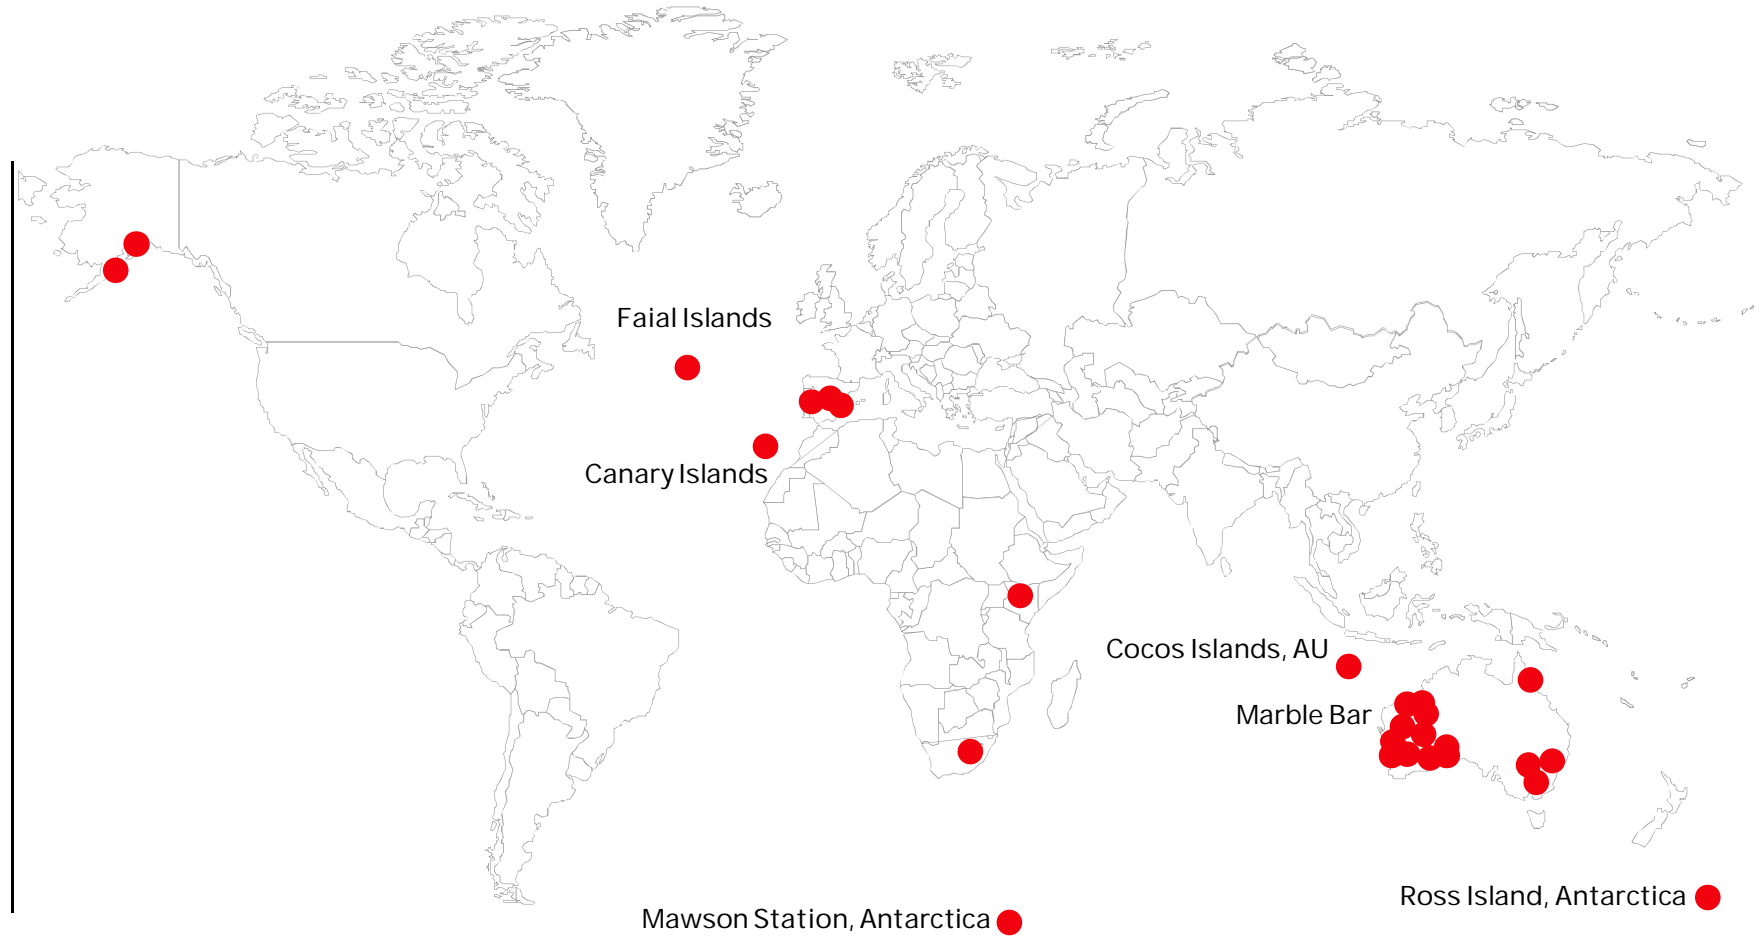 Faial Islands
Canary Islands
Cocos Islands, AU
Marble Bar
Ross Island, Antarctica
Mawson Station, Antarctica